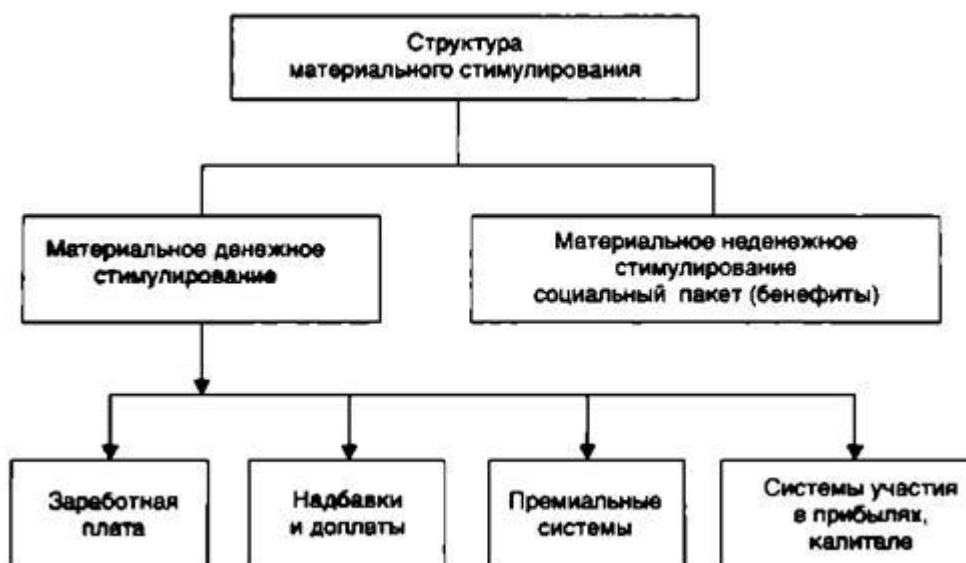 Структура
материального стимулирования
Материальное денежное
стимулирование
Материальное неденежное
стимулирование
социальный пакет (бенефиты)
Заработная
плата
Надбавки
и доплаты
Премиальные
системы
Системы участия
в прибылях,
капитале